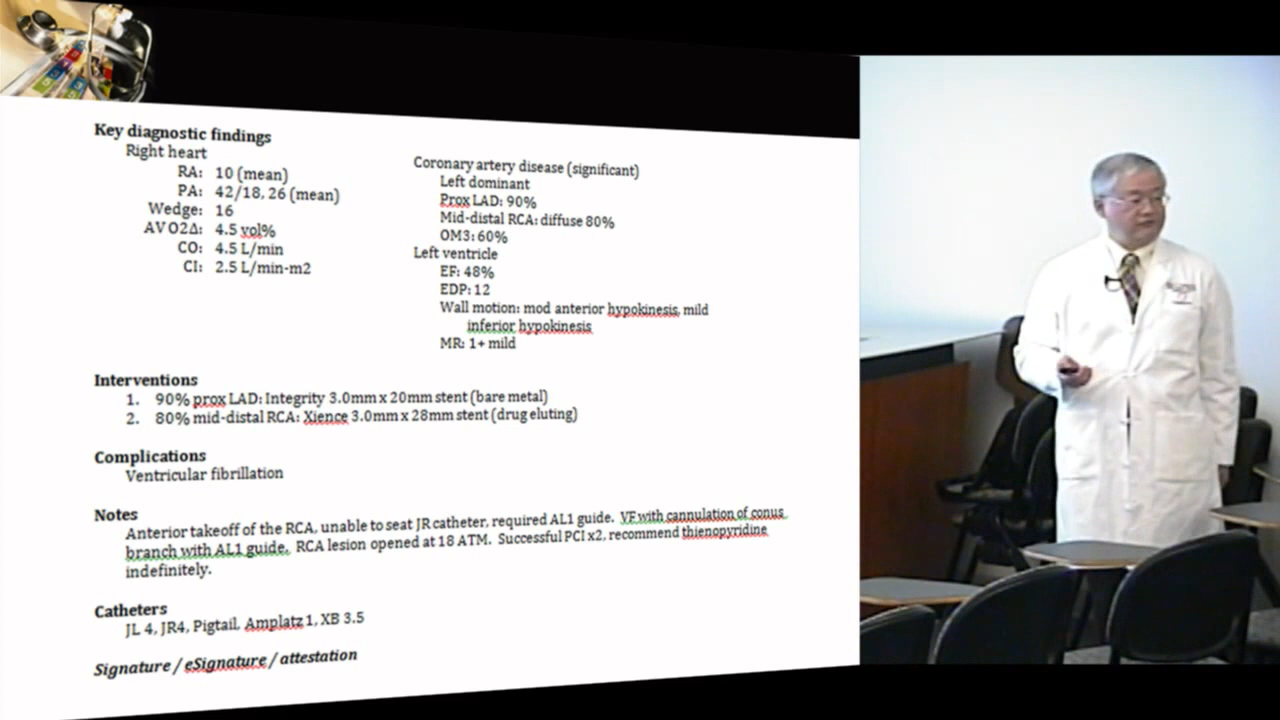 Key diagnostic findings
Right heart
RA: 10 (mean)
PA: 42/18, 26 (mean)
Wedge: 16
AV O2Δ: 4.5 vol%
CO: 4.5 L/min
CI: 2.5 L/min-m2
Coronary artery disease (significant)
Left dominant
Prox LAD: 90%
Mid-distal RCA: diffuse 80%
OM3: 60%
Left ventricle
EF: 48%
EDP: 12
Wall motion: mod anterior hypokinesis, mild
inferior hypokinesis
MR: 1+ mild
Interventions
1. 90% prox LAD: Integrity 3.0mm x 20mm stent (bare metal)
2. 80% mid-distal RCA: Xience 3.0mm x 28mm stent (drug eluting)
Complications
Ventricular fibrillation
Notes
Anterior takeoff of the RCA, unable to seat JR catheter, required AL1 guide. VF with cannulation of conus
branch with AL1 guide. RCA lesion opened at 18 ATM. Successful PCI x2, recommend thienopyridine
indefinitely.
Catheters
JL 4, JR4, Pigtail, Amplatz 1, XB 3.5
Signature / eSignature / attestation